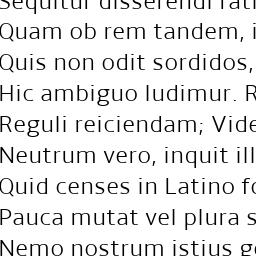 Sequitur disserendi rati
Quam ob rem tandem, i
Quis non odit sordidos,
Hic ambiguo ludimur. R
Reguli reiciendam; Vide
Neutrum vero, inquit ill
Quid censes in Latino fo
Pauca mutat vel plura s
Nemo nostrum istius ge